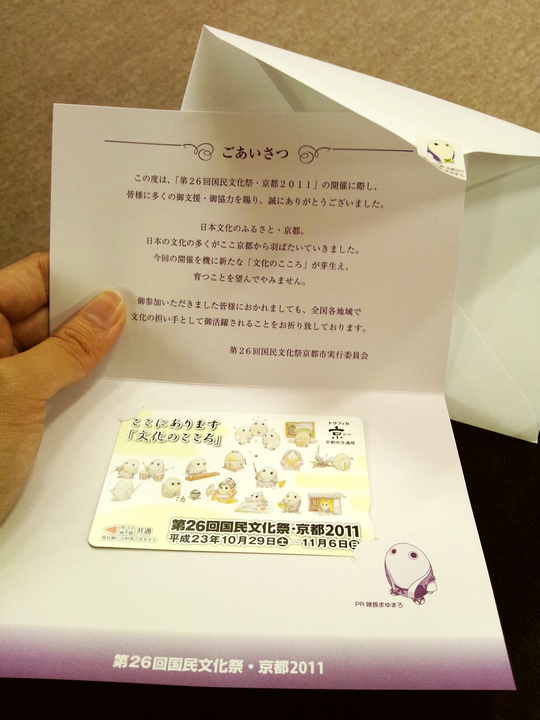 ごあいさつ
この度は、「第２６回国民文化祭・京都２０１１」の開催に際し、
皆様に多くの御支援・御協力を賜り、誠にありがとうございました。
日本文化のふるさと・京都。
日本の文化の多くがここ京都から羽ばたいていきました。
今回の開催を機に新たな「文化のこころ」が芽生え、
育つことを望んでやみません。
御参加いただきました皆様におかれましても、全国各地域で
文化の担い手として御活躍されることをお祈り致しております。
第２６回国民文化祭京都市実行委員会
ここにあります
『文化のこころ』
トラフィカ
京カード
京都市交通局
共通
第26回国民文化祭・京都2011
平成23年10月29日土―11月6日日
PR隊長まゆまろ
第26回国民文化祭・京都2011